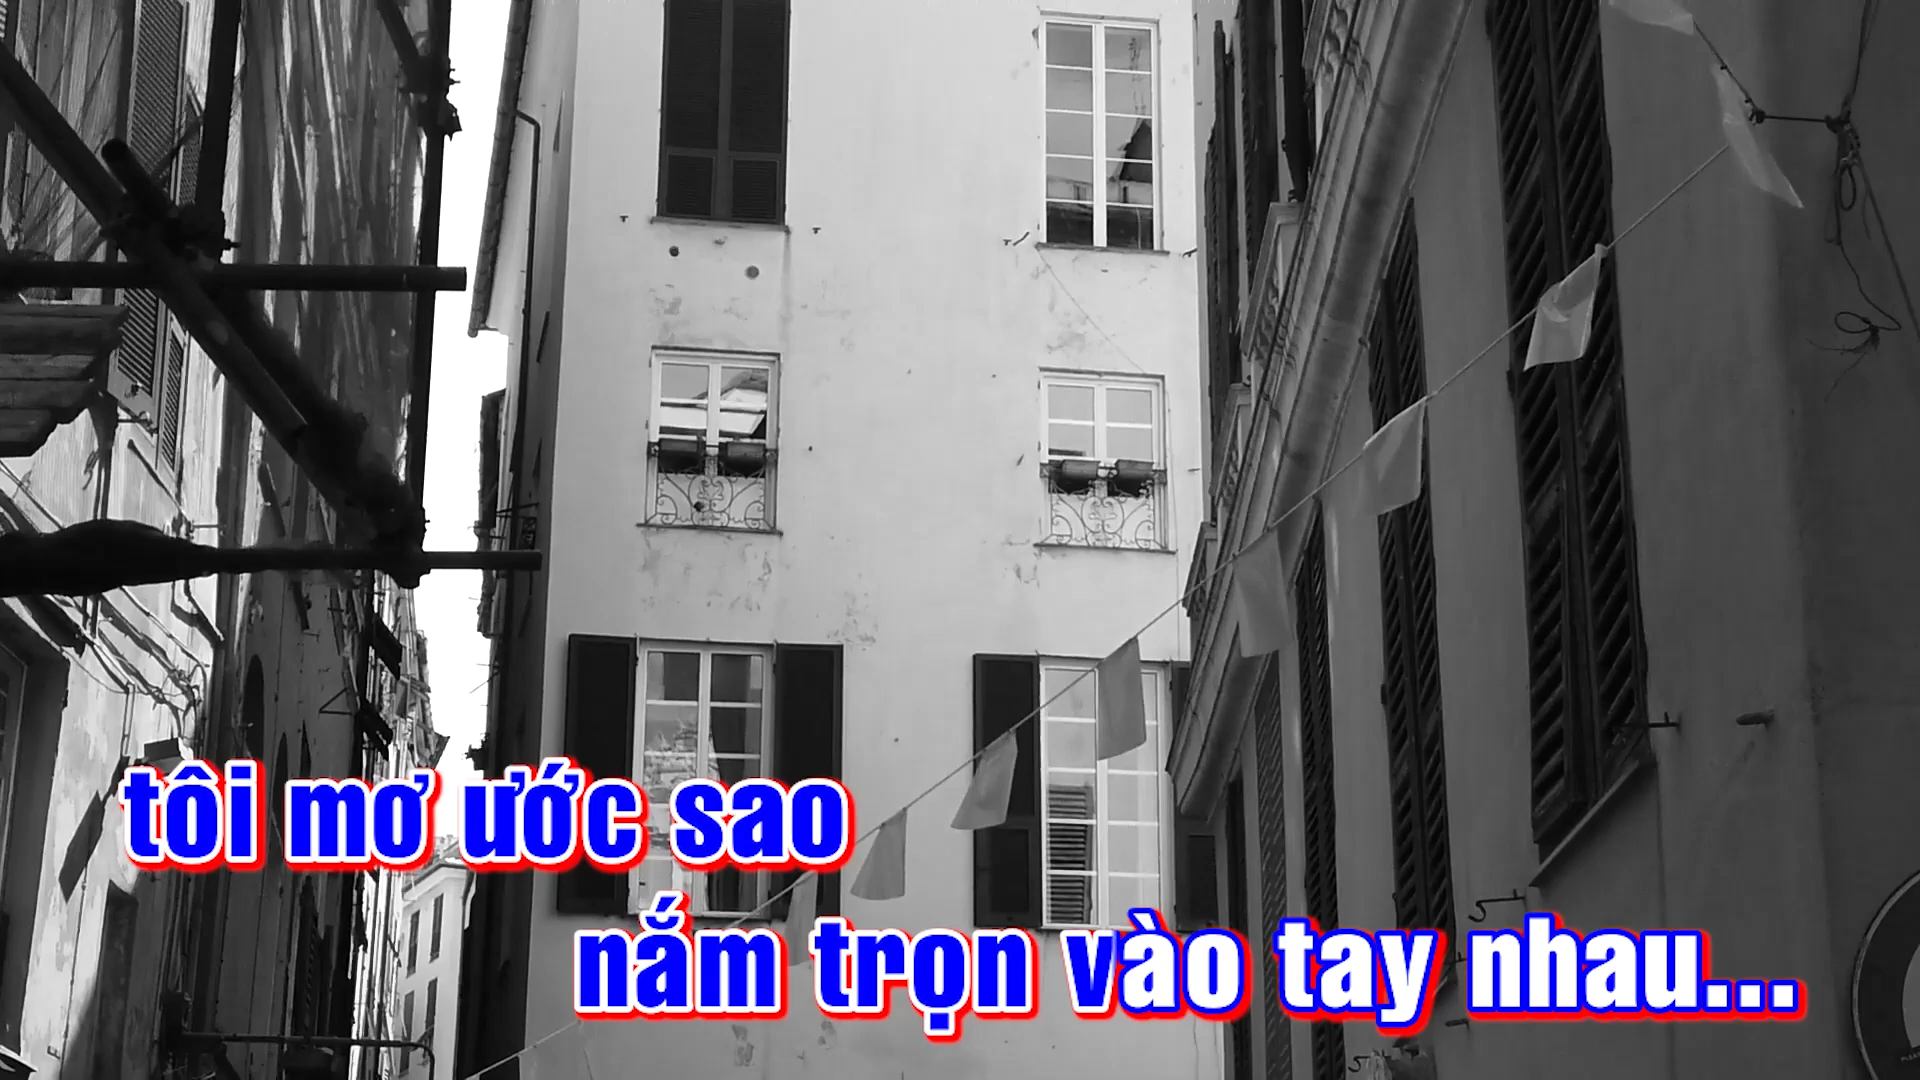 tôi mơ ước sao
nắm trọn vào tay nhau...